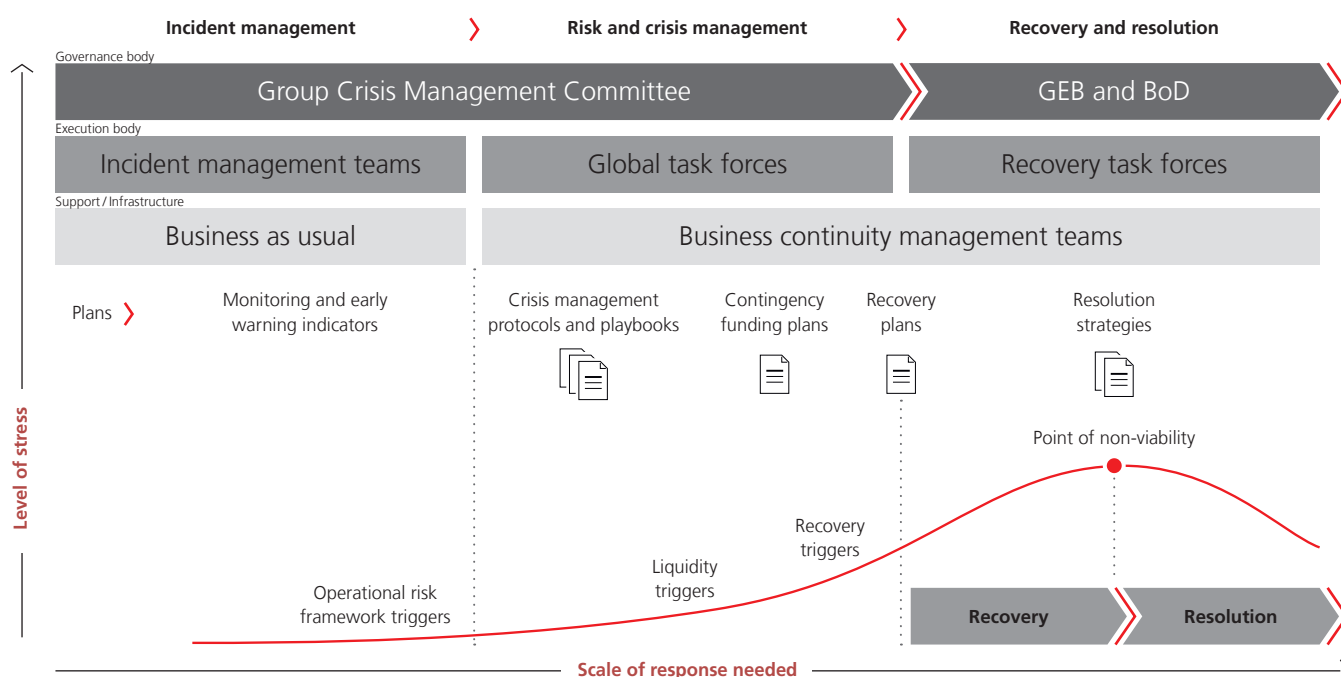 Incident management
Risk and crisis management
Recovery and resolution
Governance body
Group Crisis Management Committee
GEB and BoD
Execution body
Incident management teams
Global task forces
Recovery task forces
Support / Infrastructure
Business as usual
Business continuity management teams
Plans
Monitoring and early
warning indicators
Crisis management
protocols and playbooks
Contingency
funding plans
Recovery
plans
Resolution
strategies
Level of stress
Point of non-viability
Recovery
triggers
Liquidity
triggers
Operational risk
framework triggers
Recovery
Resolution
Scale of response needed